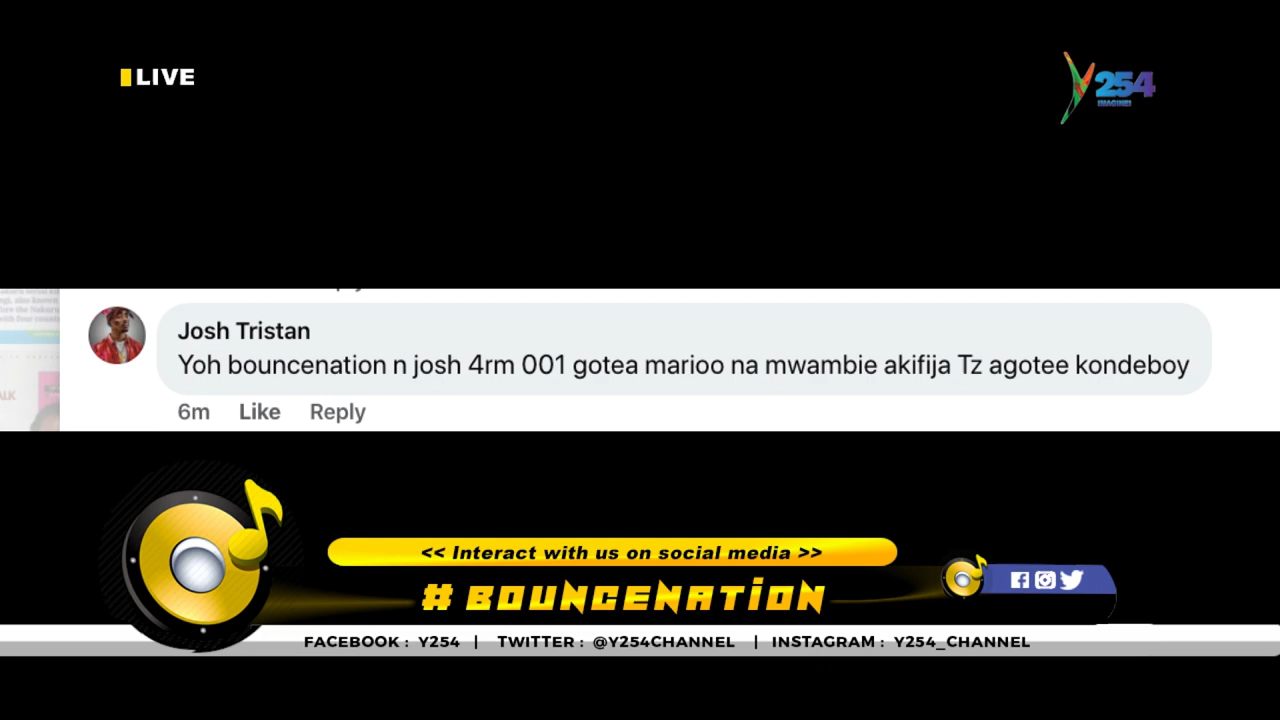 LIVE
Y254
IMAGINE!
Josh Tristan
Yoh bouncenation n josh 4rm 001 gotea marioo na mwambie akifija Tz agotee kondeboy
6m Like Reply
<< Interact with us on social media >>
# BOUNCENATION
FACEBOOK : Y254 | TWITTER : @Y254CHANNEL | INSTAGRAM : Y254_CHANNEL